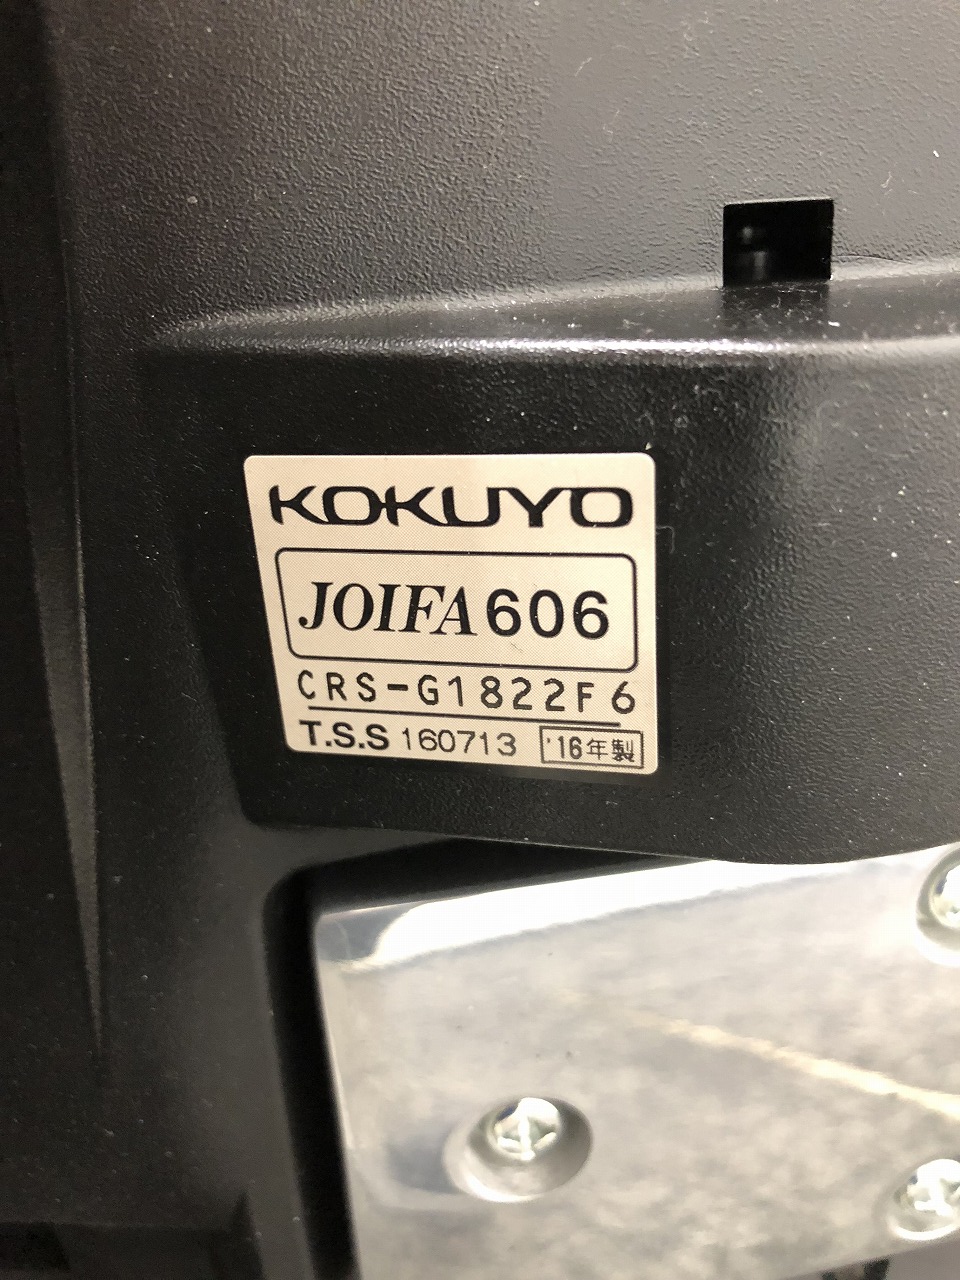 KOKUYO
JOIFA606
CRS-G1822F6
T.S.S 160713 '16年製